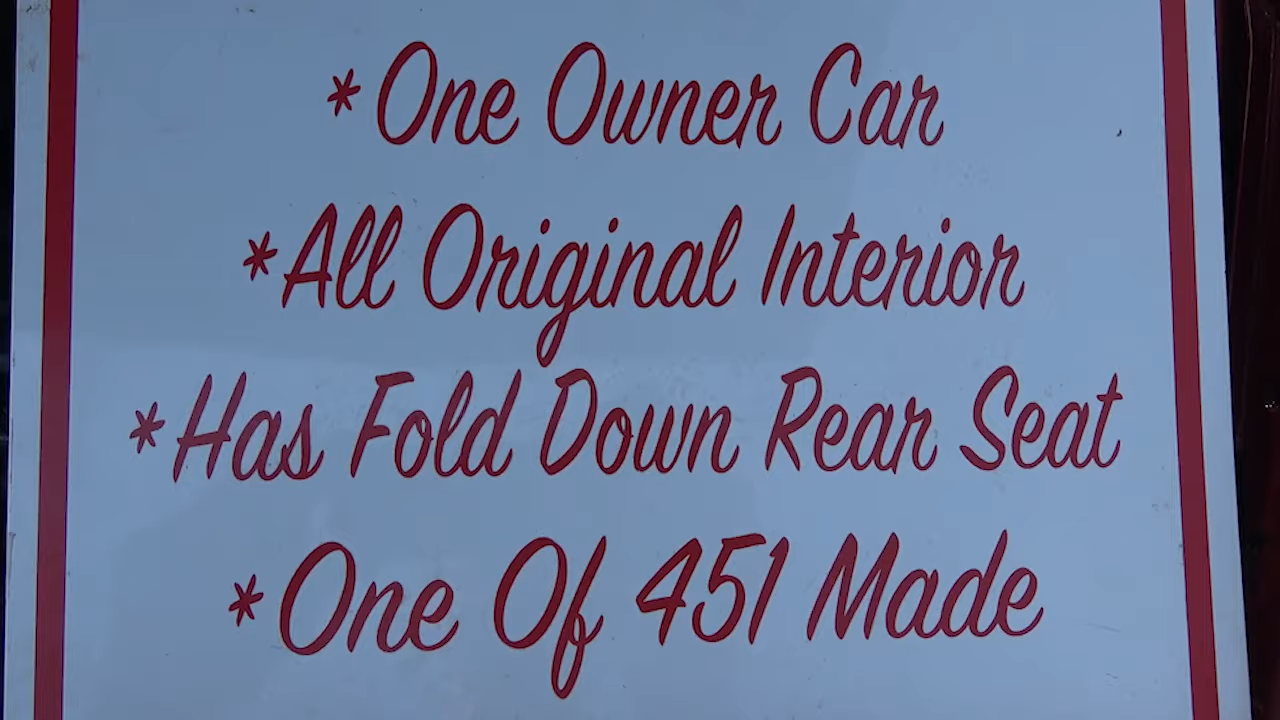 *One Owner Car
*All Original Interior
*Has Fold Down Rear Seat
*One Of 451 Made